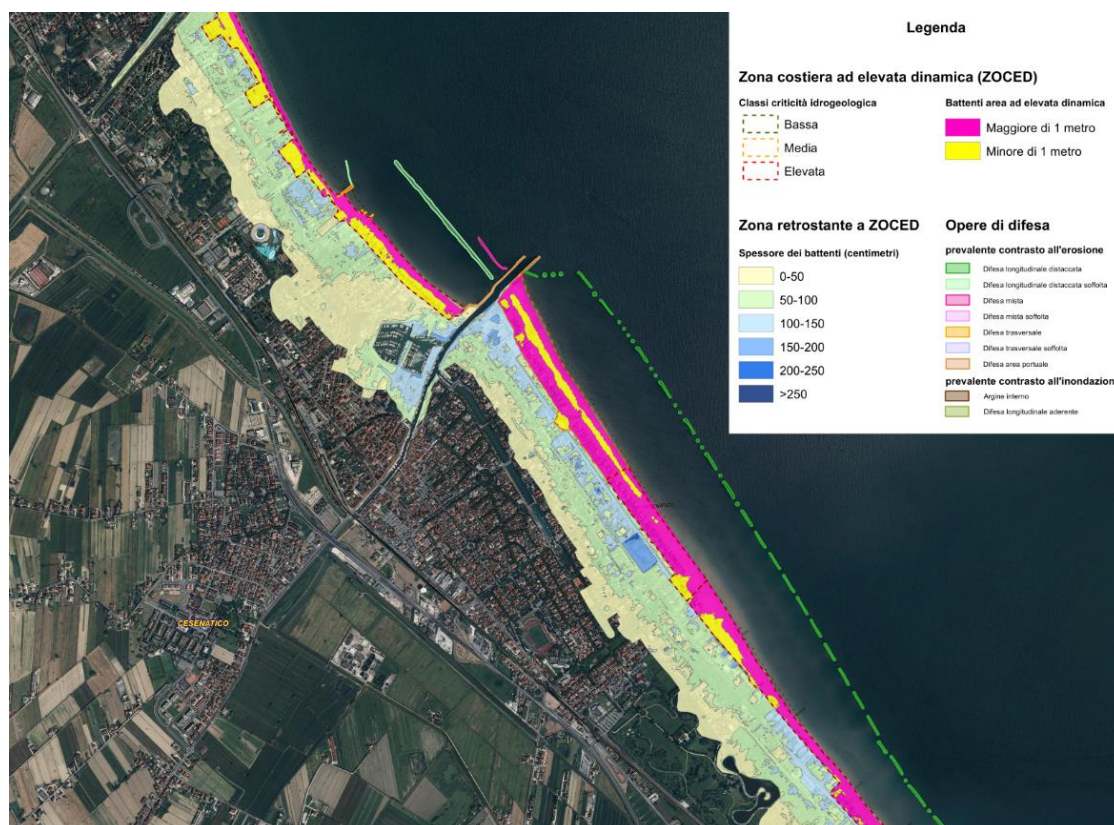 Legenda
Zona costiera ad elevata dinamica (ZOCED)
Classi criticità idrogeologica
Bassa
Media
Elevata
Battenti area ad elevata dinamica
Maggiore di 1 metro
Minore di 1 metro
Zona retrostante a ZOCED
Spessore dei battenti (centimetri)
0-50
50-100
100-150
150-200
200-250
>250
Opere di difesa
prevalente contrasto all'erosione
Difesa longitudinale distaccata
Difesa longitudinale distaccata soffolta
Difesa mista
Difesa mista soffolta
Difesa trasversale
Difesa trasversale soffolta
Difesa area portuale
prevalente contrasto all'inondazion
Argine interno
Difesa longitudinale aderente
CESENATICO